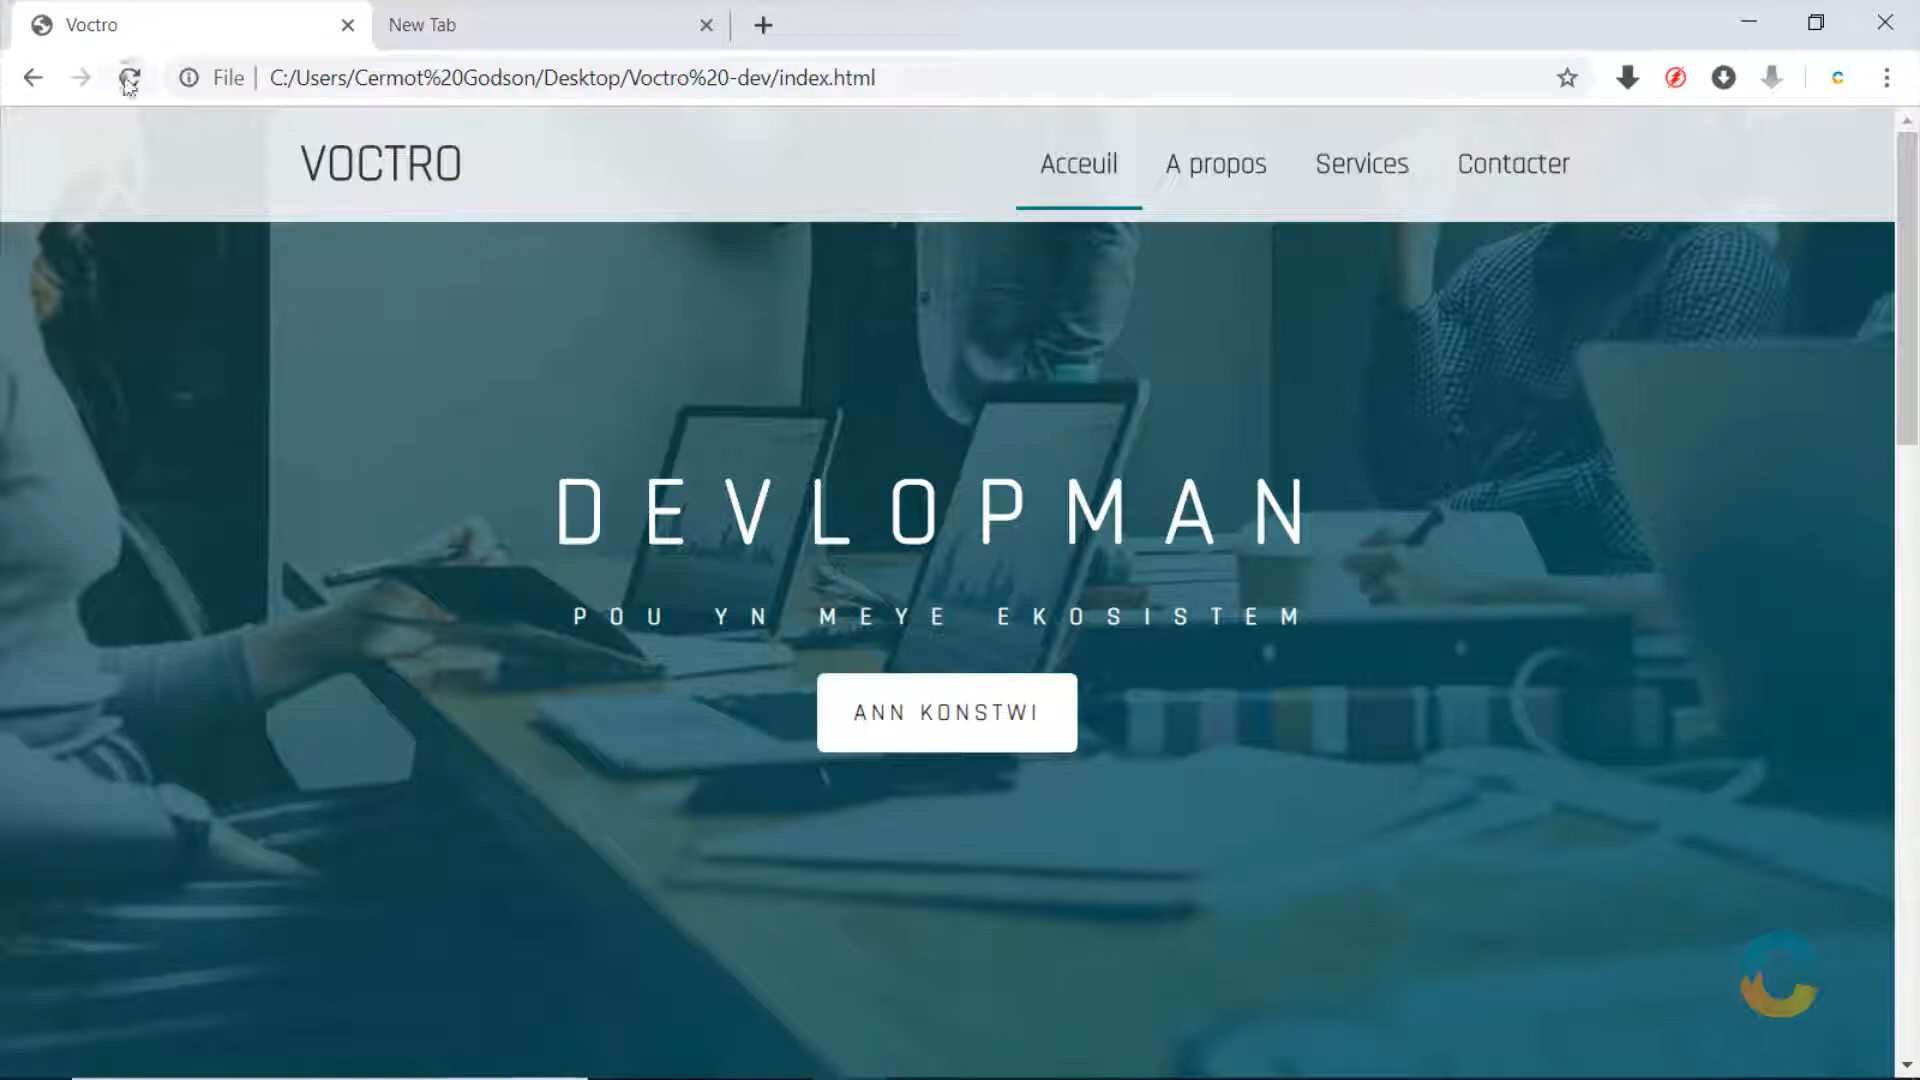 Voctro
New Tab
File
C:/Users/Cermot%20Godson/Desktop/Voctro%20-dev/index.html
VOCTRO
Acceuil
A propos
Services
Contacter
DEVLOPMAN
POU YN MEYE EKOSISTEM
ANN KONSTWI